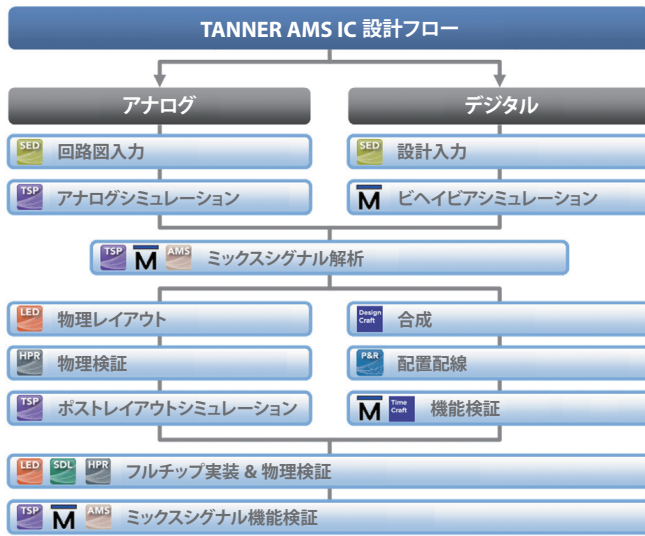 TANNER AMS IC 設計フロー
アナログ
デジタル
SED 回路図入力
SED 設計入力
TSP アナログシミュレーション
M ビヘイビアシミュレーション
TSP M AMS ミックスシグナル解析
LED 物理レイアウト
Design Craft 合成
HPR 物理検証
P&R 配置配線
TSP ポストレイアウトシミュレーション
M Time Craft 機能検証
LED SDL HPR フルチップ実装 & 物理検証
TSP M AMS ミックスシグナル機能検証